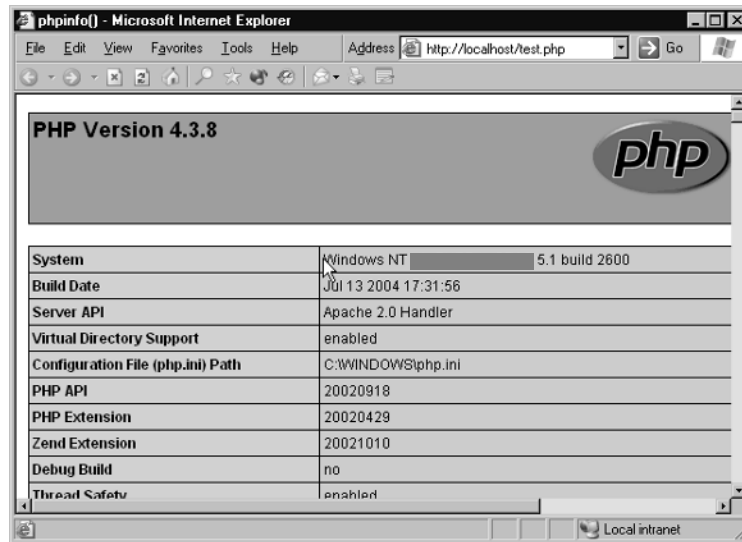 phpinfo() - Microsoft Internet Explorer
File Edit View Favorites Tools Help Address http://localhost/test.php Go
PHP Version 4.3.8
php
System Windows NT 5.1 build 2600
Build Date Jul 13 2004 17:31:56
Server API Apache 2.0 Handler
Virtual Directory Support enabled
Configuration File (php.ini) Path C:\WINDOWS\php.ini
PHP API 20020918
PHP Extension 20020429
Zend Extension 20021010
Debug Build no
Thread Safety enabled
Local intranet